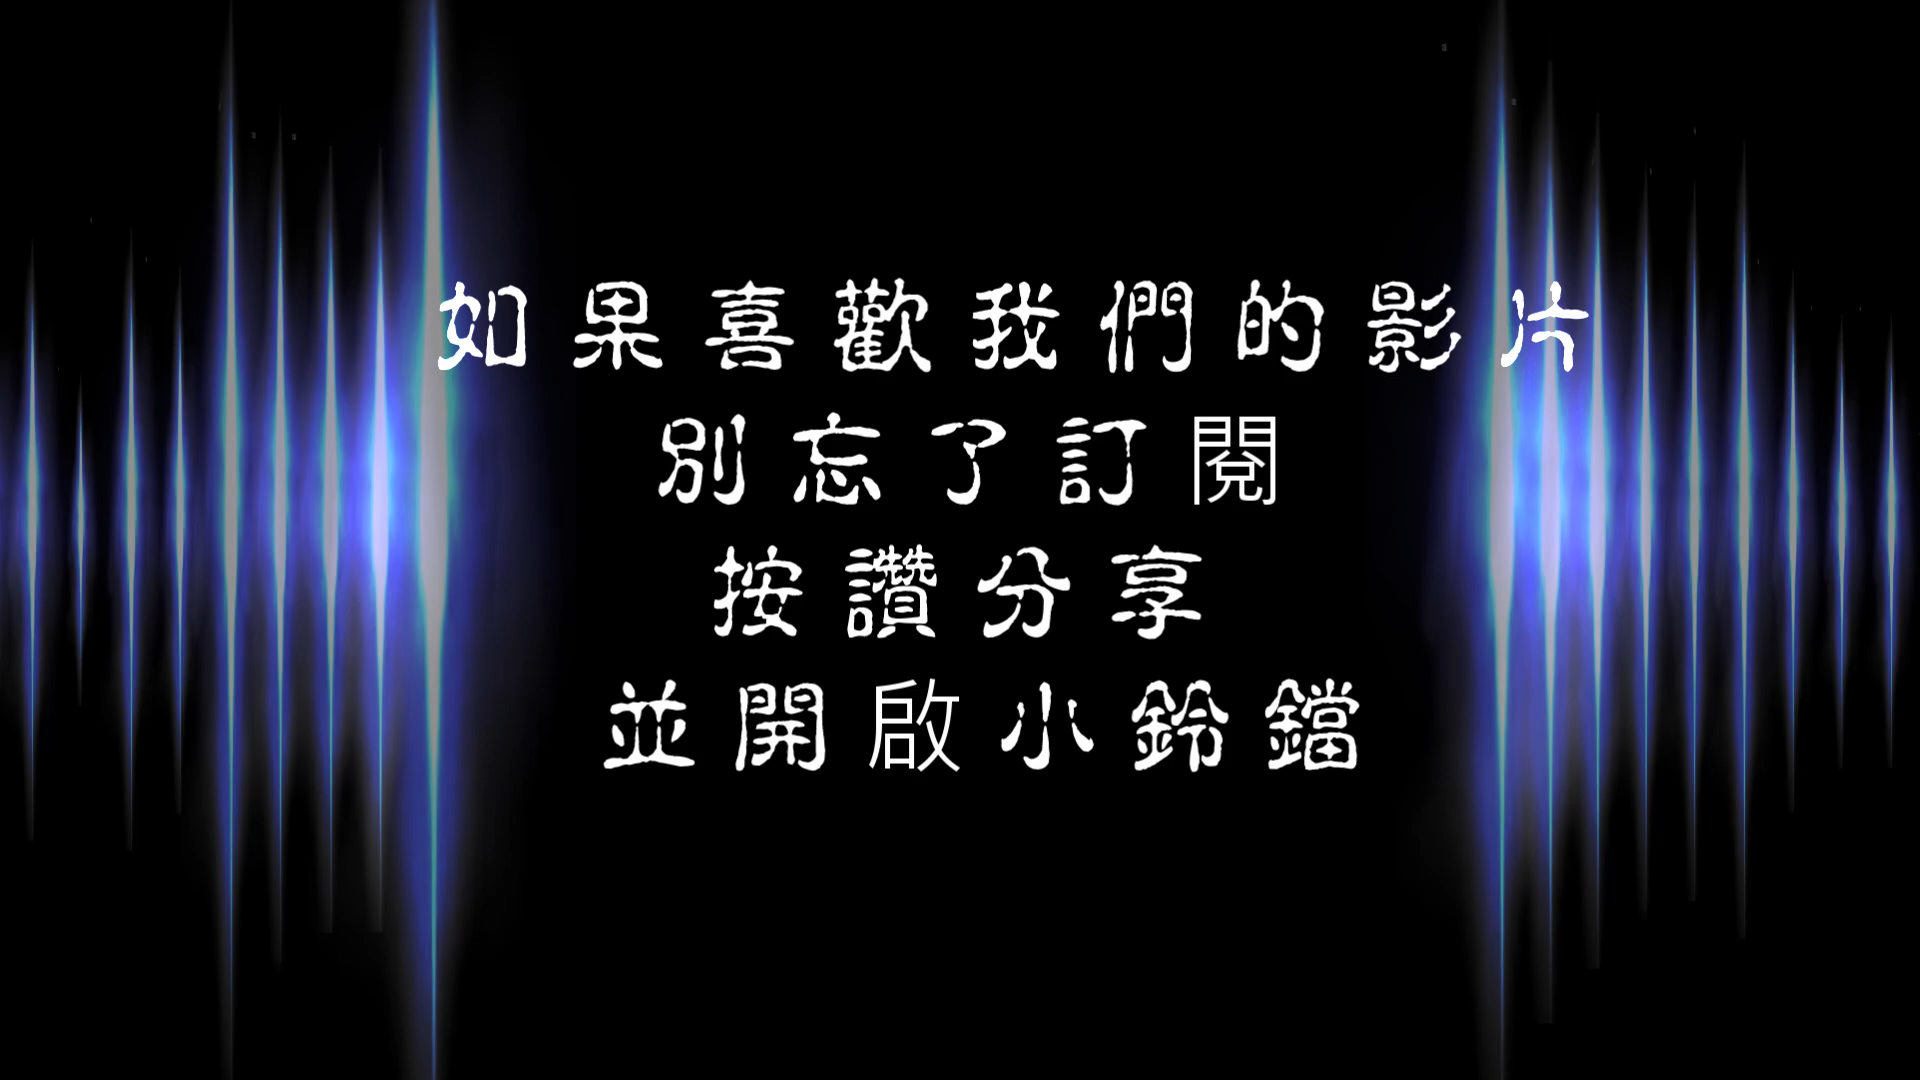 如果喜歡我們的影片
別忘了訂閱
按讚分享
並開啟小鈴鐺